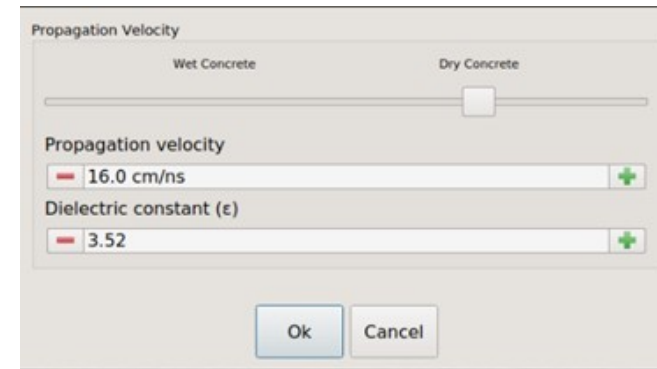 Propagation Velocity
Wet Concrete Dry Concrete
Propagation velocity
16.0 cm/ns
Dielectric constant (ε)
3.52
Ok Cancel